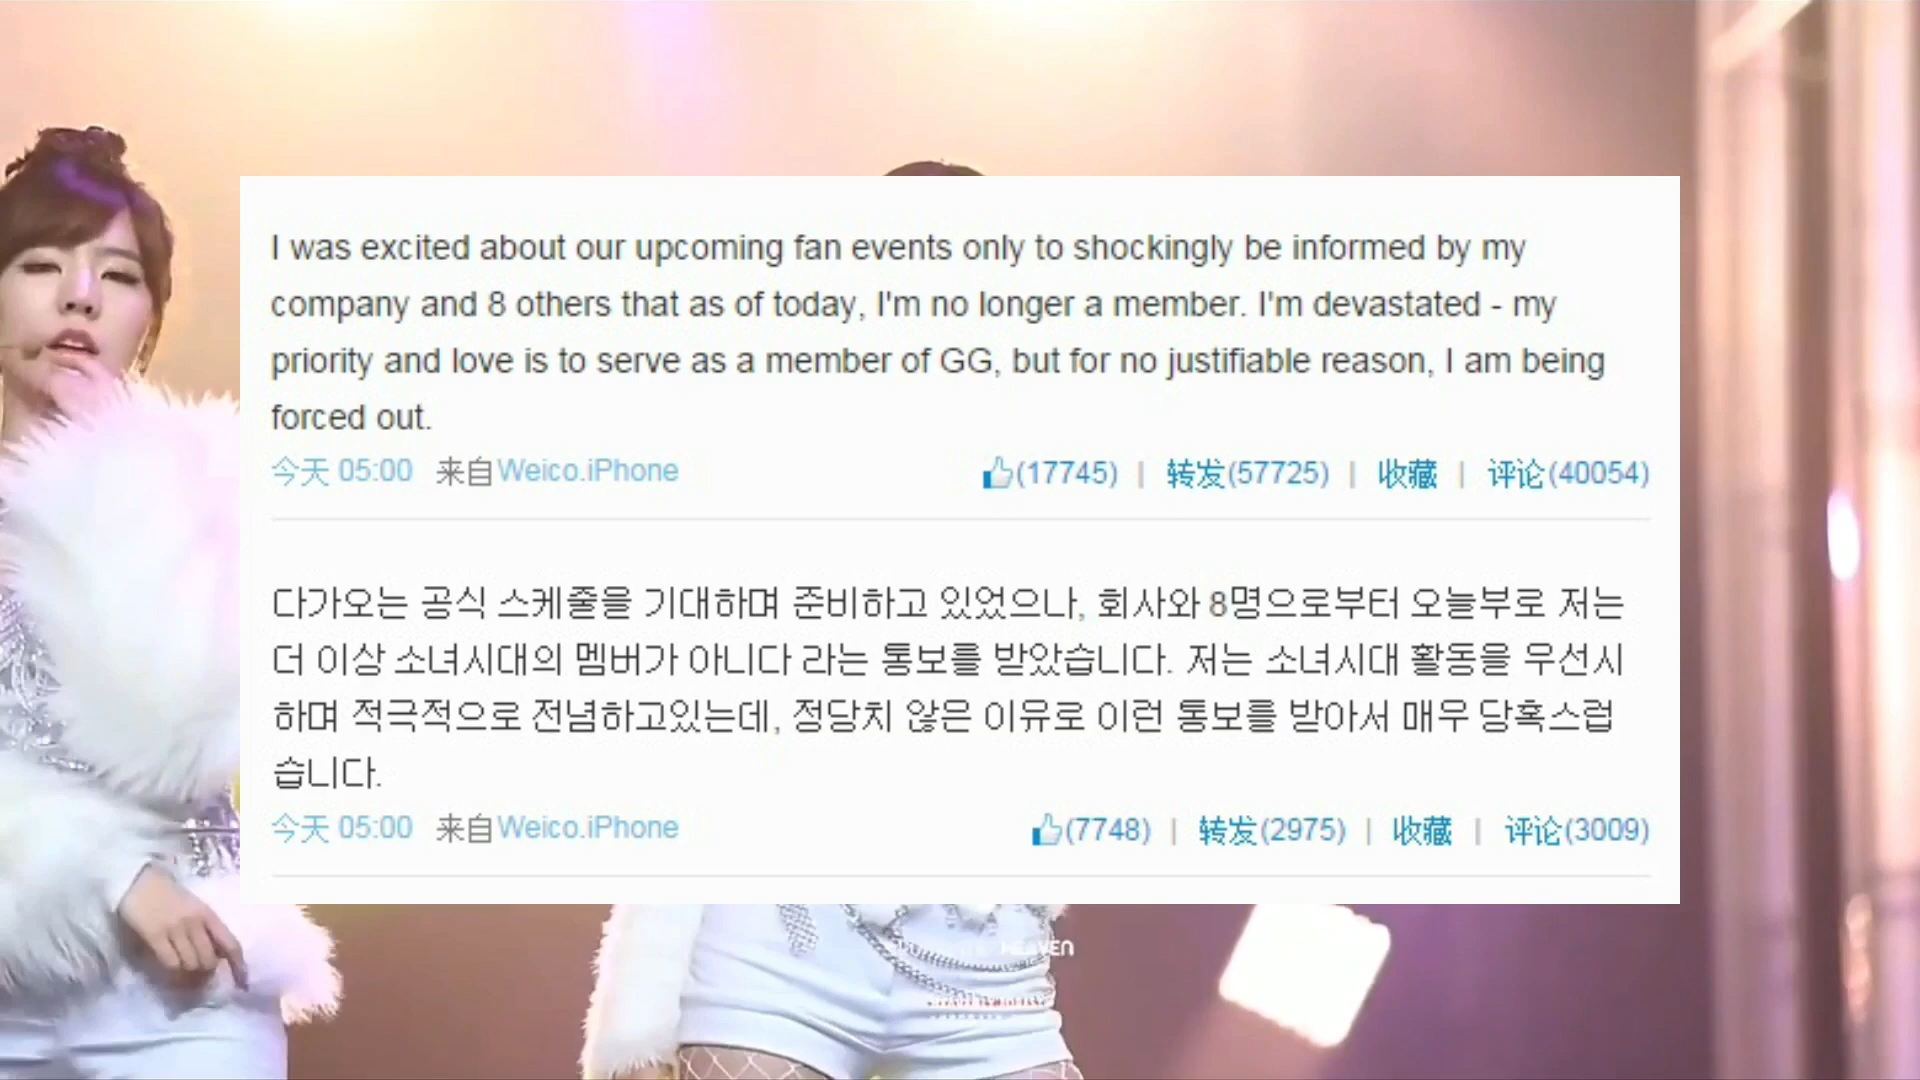 I was excited about our upcoming fan events only to shockingly be informed by my
company and 8 others that as of today, I'm no longer a member. I'm devastated - my
priority and love is to serve as a member of GG, but for no justifiable reason, I am being
forced out.
今天 05:00 来自Weico.iPhone (17745) | 转发(57725) | 收藏 | 评论(40054)
다가오는 공식 스케줄을 기대하며 준비하고 있었으나, 회사와 8명으로부터 오늘부로 저는
더 이상 소녀시대의 멤버가 아니다 라는 통보를 받았습니다. 저는 소녀시대 활동을 우선시
하며 적극적으로 전념하고있는데, 정당치 않은 이유로 이런 통보를 받아서 매우 당혹스럽
습니다.
今天 05:00 来自Weico.iPhone (7748) | 转发(2975) | 收藏 | 评论(3009)
HEAVEN